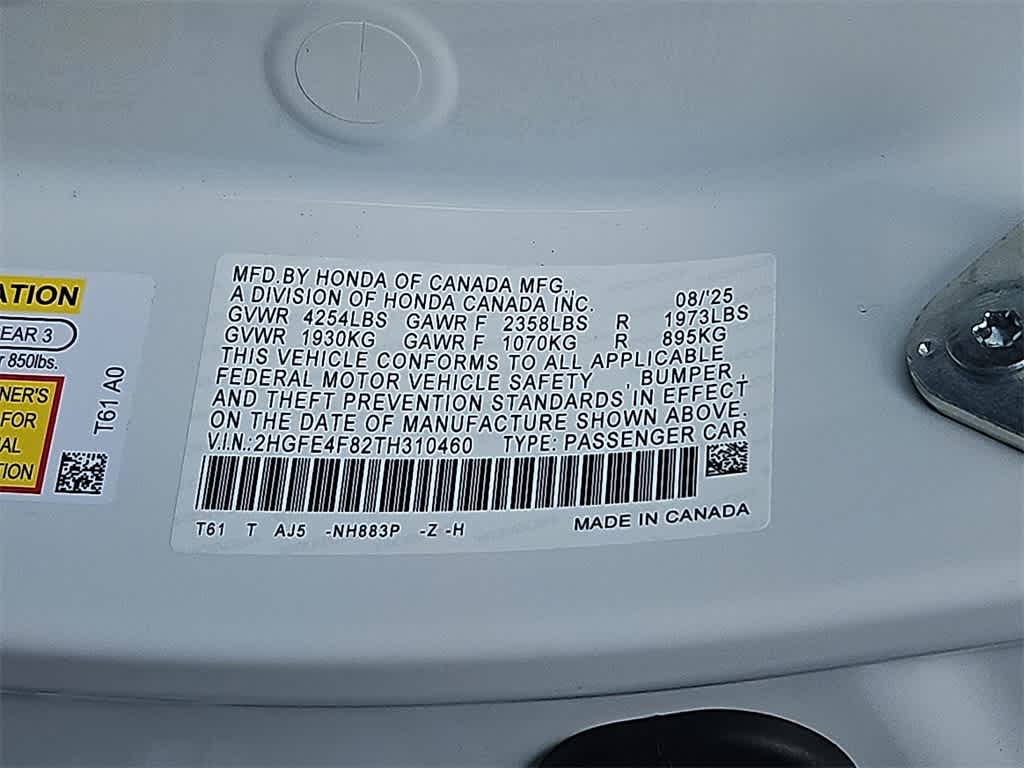 ATION
EAR 3
r 850lbs.
NER'S
FOR
AL
TION
T61 A0
MFD.BY HONDA OF CANADA MFG.,
A DIVISION OF HONDA CANADA INC. 08/'25
GVWR 4254LBS GAWR F 2358LBS R 1973LBS
GVWR 1930KG GAWR F 1070KG R 895KG
THIS VEHICLE CONFORMS TO ALL APPLICABLE
FEDERAL MOTOR VEHICLE SAFETY , BUMPER ,
AND THEFT PREVENTION STANDARDS IN EFFECT
ON THE DATE OF MANUFACTURE SHOWN ABOVE.
V.I.N.:2HGFE4F82TH310460 TYPE: PASSENGER CAR
T61 T AJ5 -NH883P -Z -H MADE IN CANADA